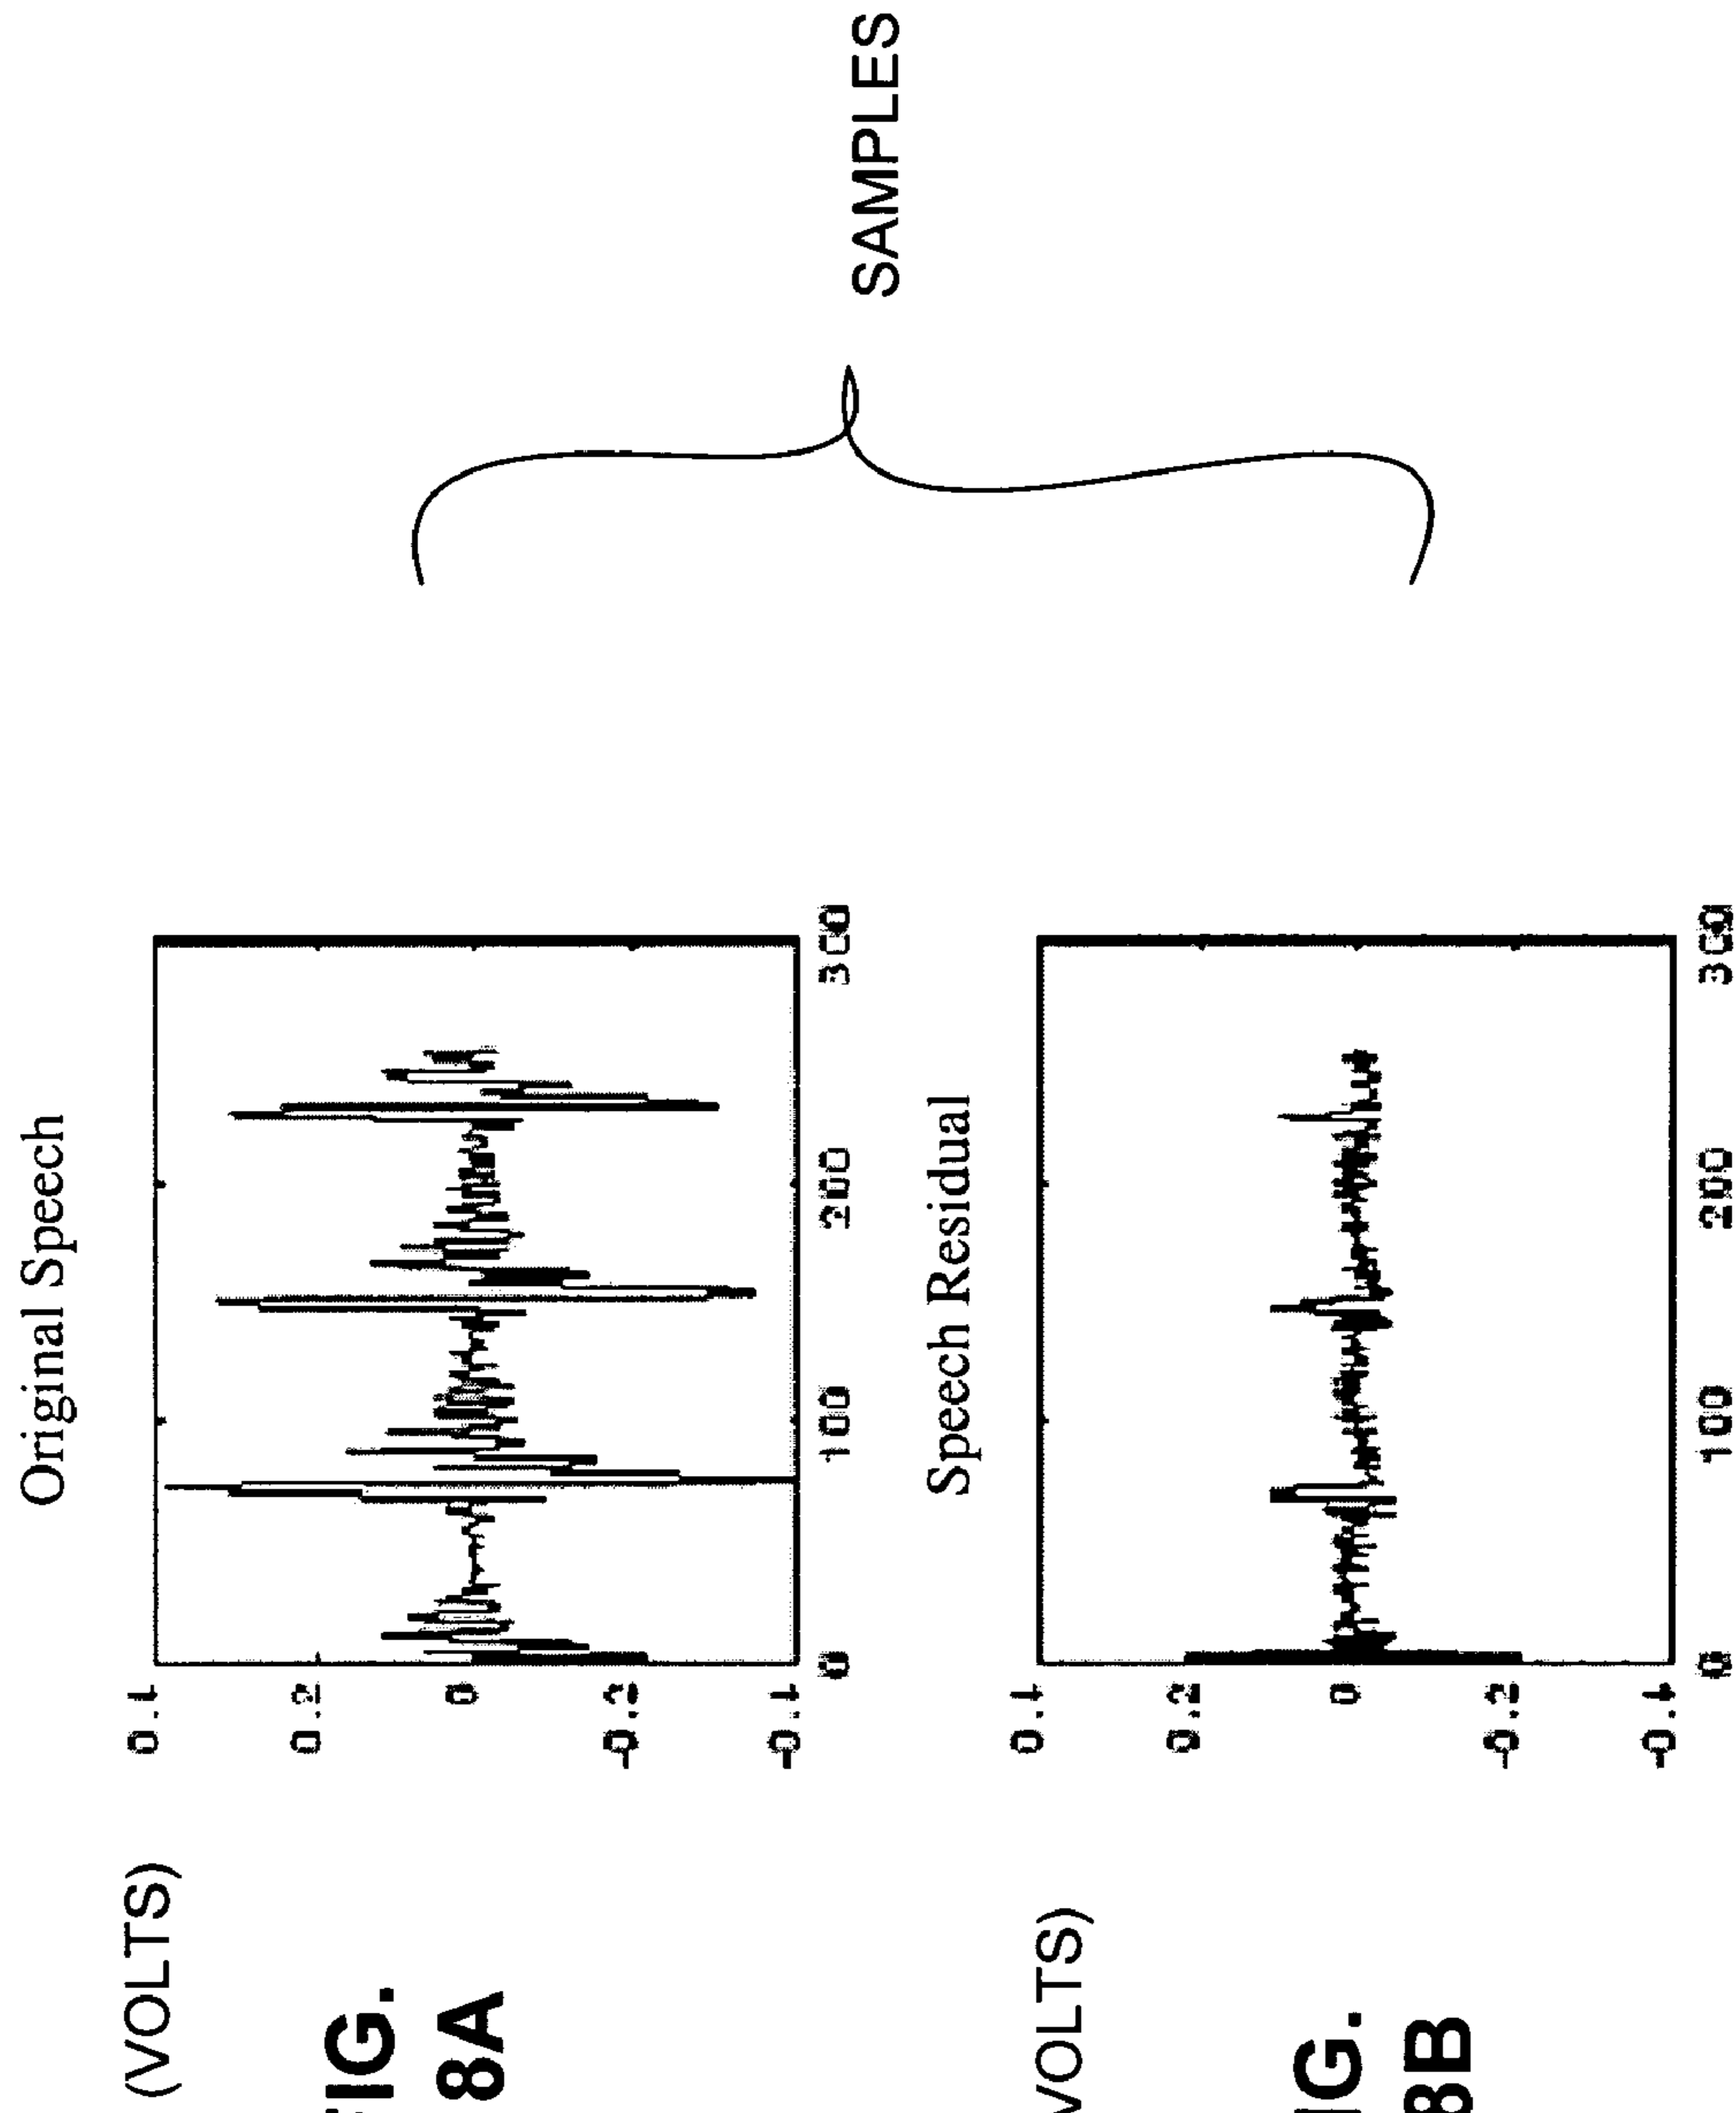 Original Speech
(VOLTS)
0.4
0.2
0
-0.2
-0.4
0 100 200 300
FIG.
8A
Speech Residual
VOLTS)
0.4
0.2
0
-0.2
-0.4
0 100 200 300
IG.
8B
SAMPLES